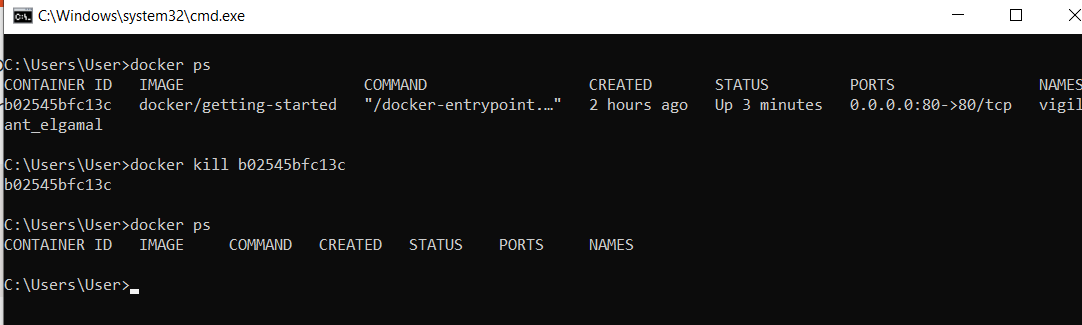 C:\Windows\system32\cmd.exe
C:\Users\User>docker ps
CONTAINER ID   IMAGE                    COMMAND                  CREATED       STATUS         PORTS                NAMES
b02545bfc13c   docker/getting-started   "/docker-entrypoint.…"   2 hours ago   Up 3 minutes   0.0.0.0:80->80/tcp   vigil
ant_elgamal
C:\Users\User>docker kill b02545bfc13c
b02545bfc13c
C:\Users\User>docker ps
CONTAINER ID   IMAGE     COMMAND   CREATED   STATUS    PORTS     NAMES
C:\Users\User>